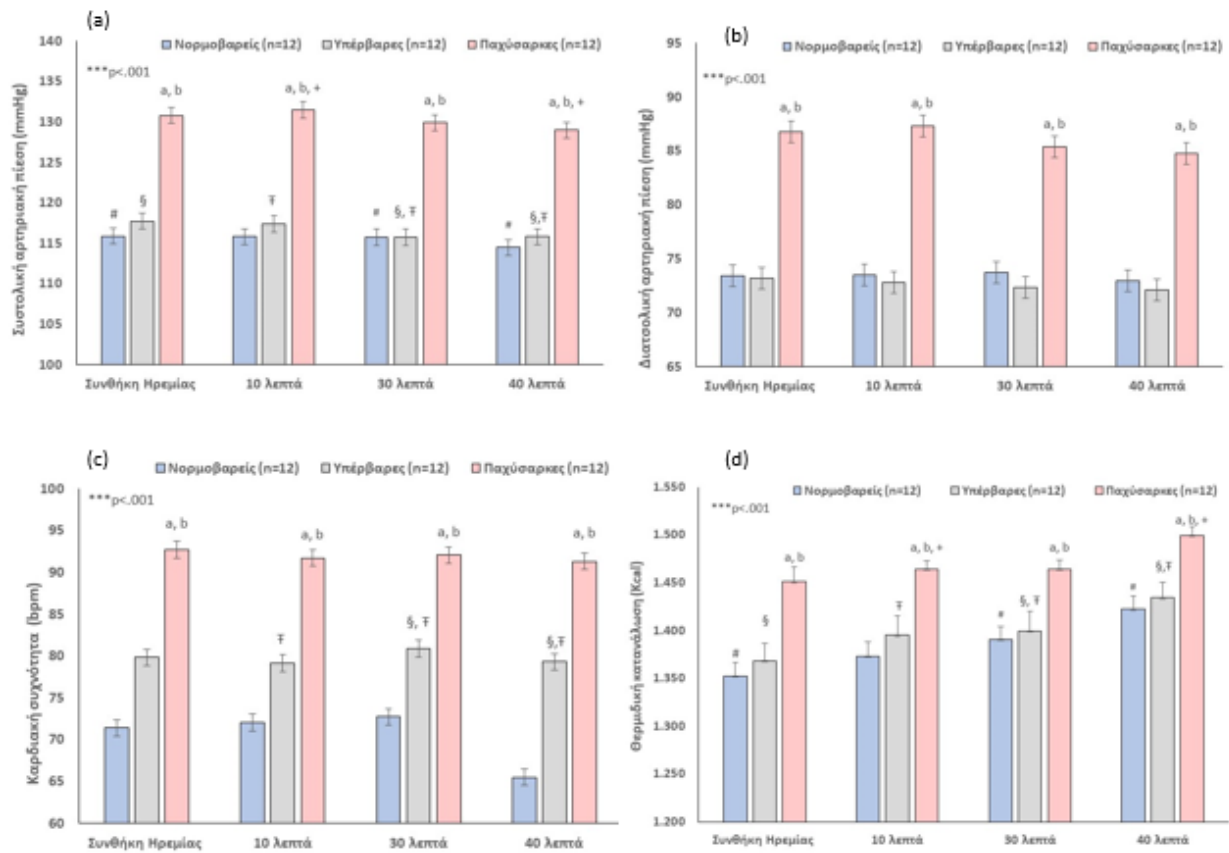 (a)
Νορμοβαρείς (n=12) Υπέρβαρες (n=12) Παχύσαρκες (n=12)
***p<.001
Συστολική αρτηριακή πίεση (mmHg)
140
135
130
125
120
115
110
105
100
# § a, b
Ŧ a, b, +
# §, Ŧ a, b
# §,Ŧ a, b, +
Συνθήκη Ηρεμίας 10 λεπτά 30 λεπτά 40 λεπτά
(b)
Νορμοβαρείς (n=12) Υπέρβαρες (n=12) Παχύσαρκες (n=12)
***p<.001
Διατσολική αρτηριακή πίεση (mmHg)
95
90
85
80
75
70
65
a, b a, b a, b a, b
Συνθήκη Ηρεμίας 10 λεπτά 30 λεπτά 40 λεπτά
(c)
Νορμοβαρείς (n=12) Υπέρβαρες (n=12) Παχύσαρκες (n=12)
***p<.001
Καρδιακή συχνότητα (bpm)
100
95
90
85
80
75
70
65
60
a, b
Ŧ a, b
§, Ŧ a, b
§,Ŧ a, b
Συνθήκη Ηρεμίας 10 λεπτά 30 λεπτά 40 λεπτά
(d)
Νορμοβαρείς (n=12) Υπέρβαρες (n=12) Παχύσαρκες (n=12)
***p<.001
Θερμιδική κατανάλωση (Kcal)
1.550
1.500
1.450
1.400
1.350
1.300
1.250
1.200
# § a, b
Ŧ a, b, +
# §, Ŧ a, b
# §,Ŧ a, b, +
Συνθήκη Ηρεμίας 10 λεπτά 30 λεπτά 40 λεπτά